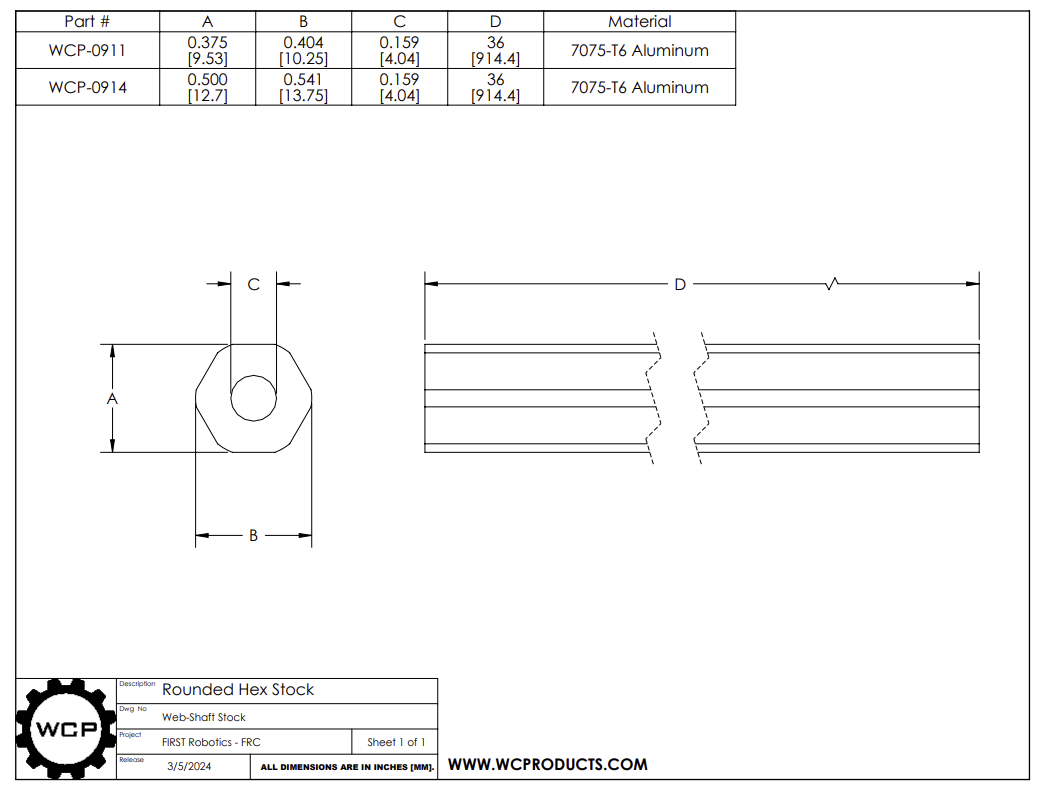 Part # A B C D Material
WCP-0911 0.375 [9.53] 0.404 [10.25] 0.159 [4.04] 36 [914.4] 7075-T6 Aluminum
WCP-0914 0.500 [12.7] 0.541 [13.75] 0.159 [4.04] 36 [914.4] 7075-T6 Aluminum
C
D
A
B
WCP
Description Rounded Hex Stock
Dwg No Web-Shaft Stock
Project FIRST Robotics - FRC Sheet 1 of 1
Release 3/5/2024 ALL DIMENSIONS ARE IN INCHES [MM].
WWW.WCPRODUCTS.COM